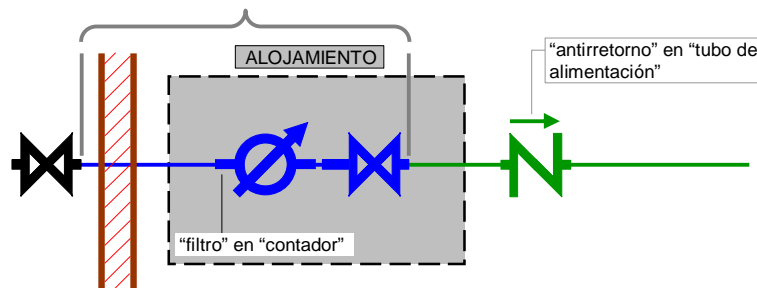 ALOJAMIENTO
“antirretorno” en “tubo de
alimentación”
“filtro” en “contador”